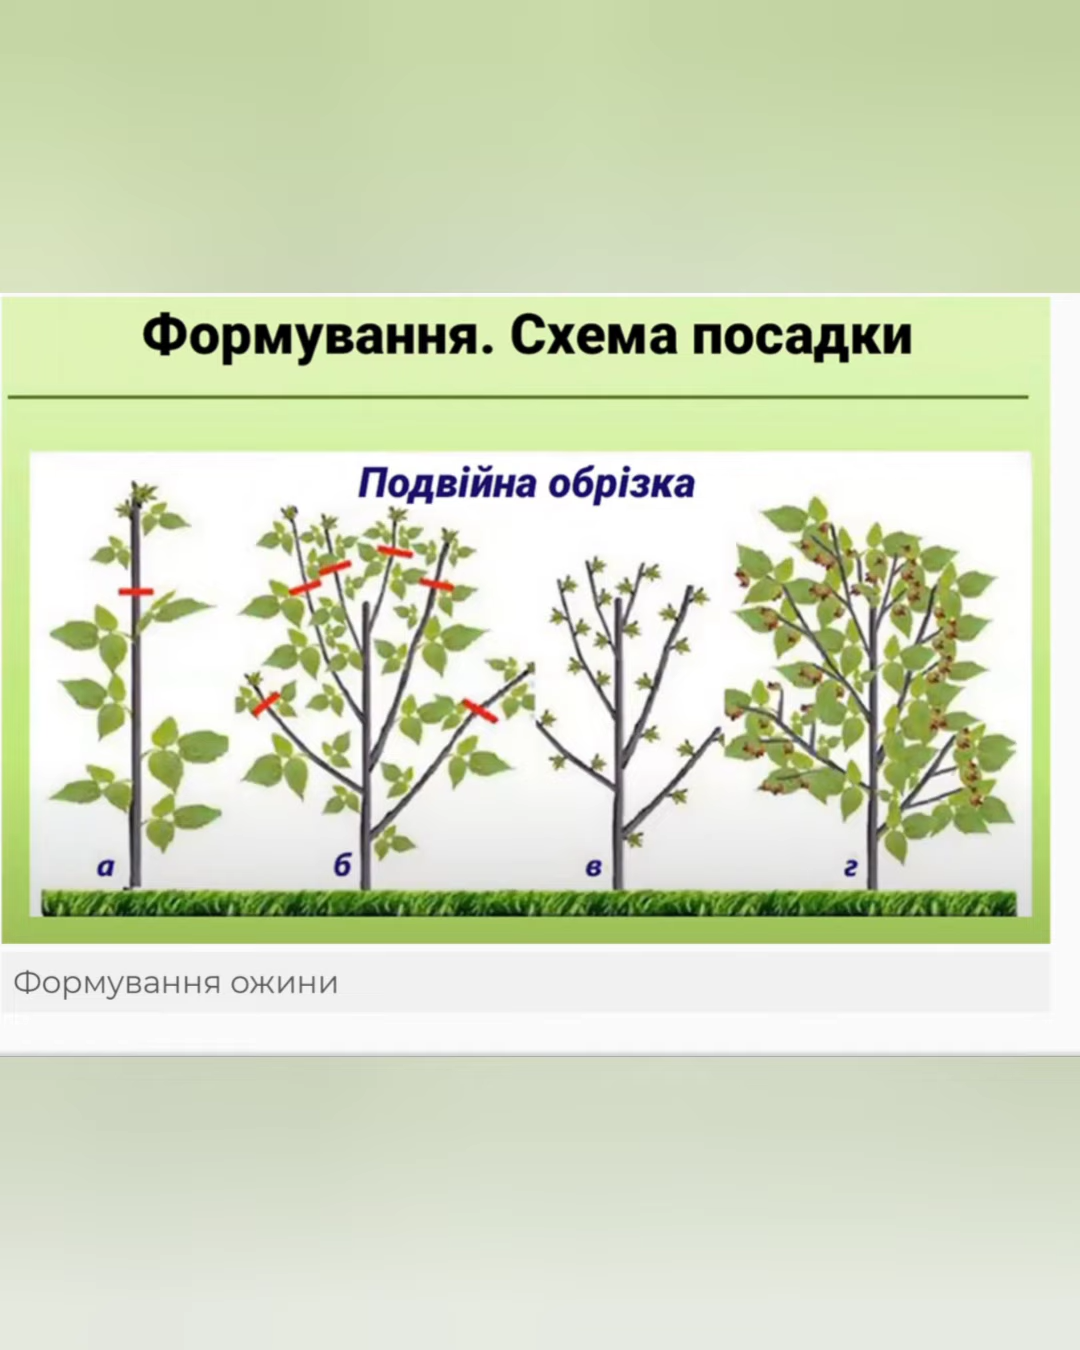 Формування. Схема посадки
Подвійна обрізка
а
б
в
г
Формування ожини